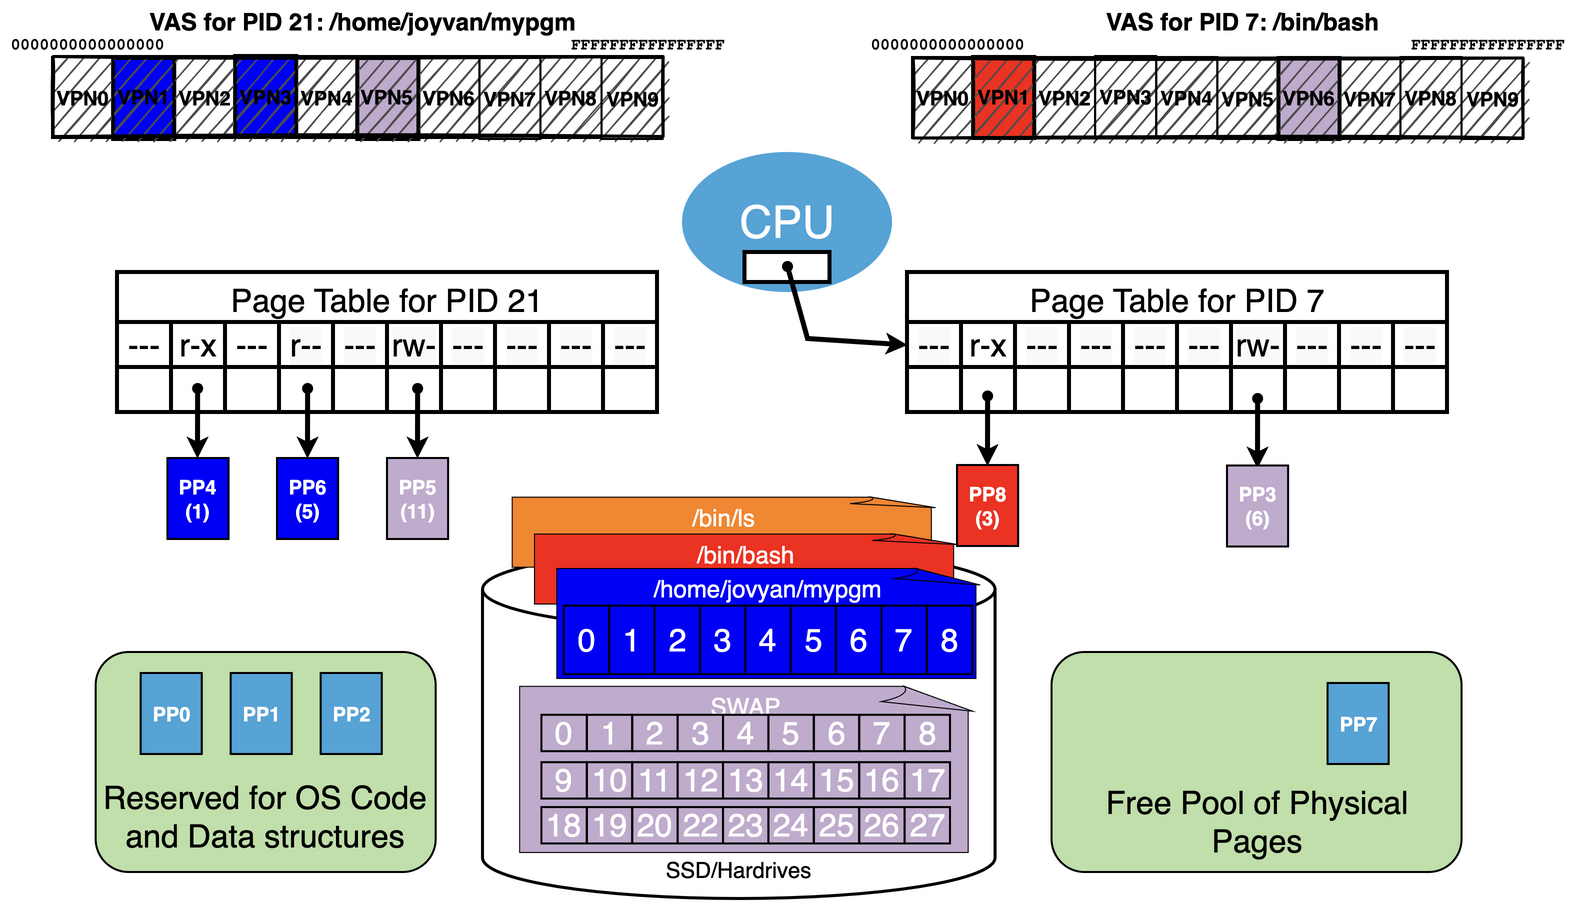 VAS for PID 21: /home/joyvan/mypgm
VAS for PID 7: /bin/bash
0000000000000000
FFFFFFFFFFFFFFFF
0000000000000000
FFFFFFFFFFFFFFFF
VPN0 VPN1 VPN2 VPN3 VPN4 VPN5 VPN6 VPN7 VPN8 VPN9
VPN0 VPN1 VPN2 VPN3 VPN4 VPN5 VPN6 VPN7 VPN8 VPN9
CPU
Page Table for PID 21
--- r-x --- r-- --- rw- --- --- --- ---
Page Table for PID 7
--- r-x --- --- --- --- rw- --- --- ---
PP4
(1)
PP6
(5)
PP5
(11)
PP8
(3)
PP3
(6)
/bin/ls
/bin/bash
/home/jovyan/mypgm
0 1 2 3 4 5 6 7 8
SWAP
0 1 2 3 4 5 6 7 8
9 10 11 12 13 14 15 16 17
18 19 20 22 23 24 25 26 27
SSD/Hardrives
PP0 PP1 PP2
Reserved for OS Code
and Data structures
PP7
Free Pool of Physical
Pages